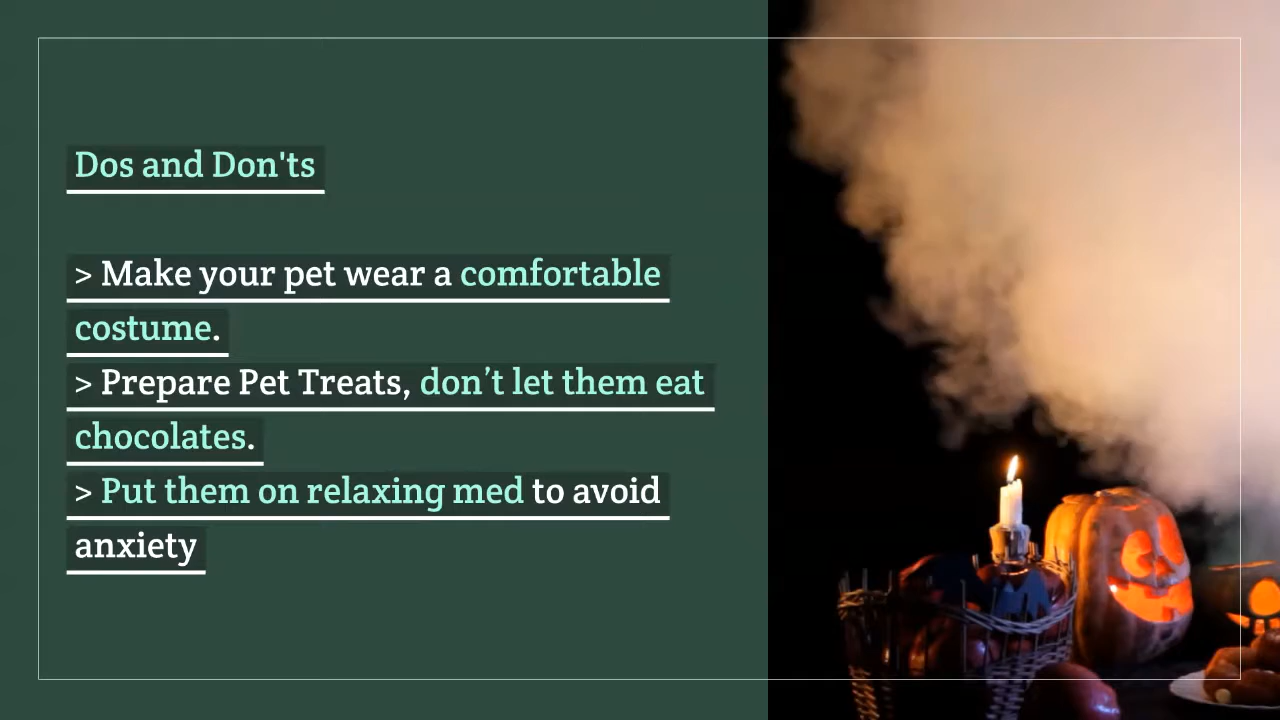 Dos and Don'ts
> Make your pet wear a comfortable
costume.
> Prepare Pet Treats, don’t let them eat
chocolates.
> Put them on relaxing med to avoid
anxiety